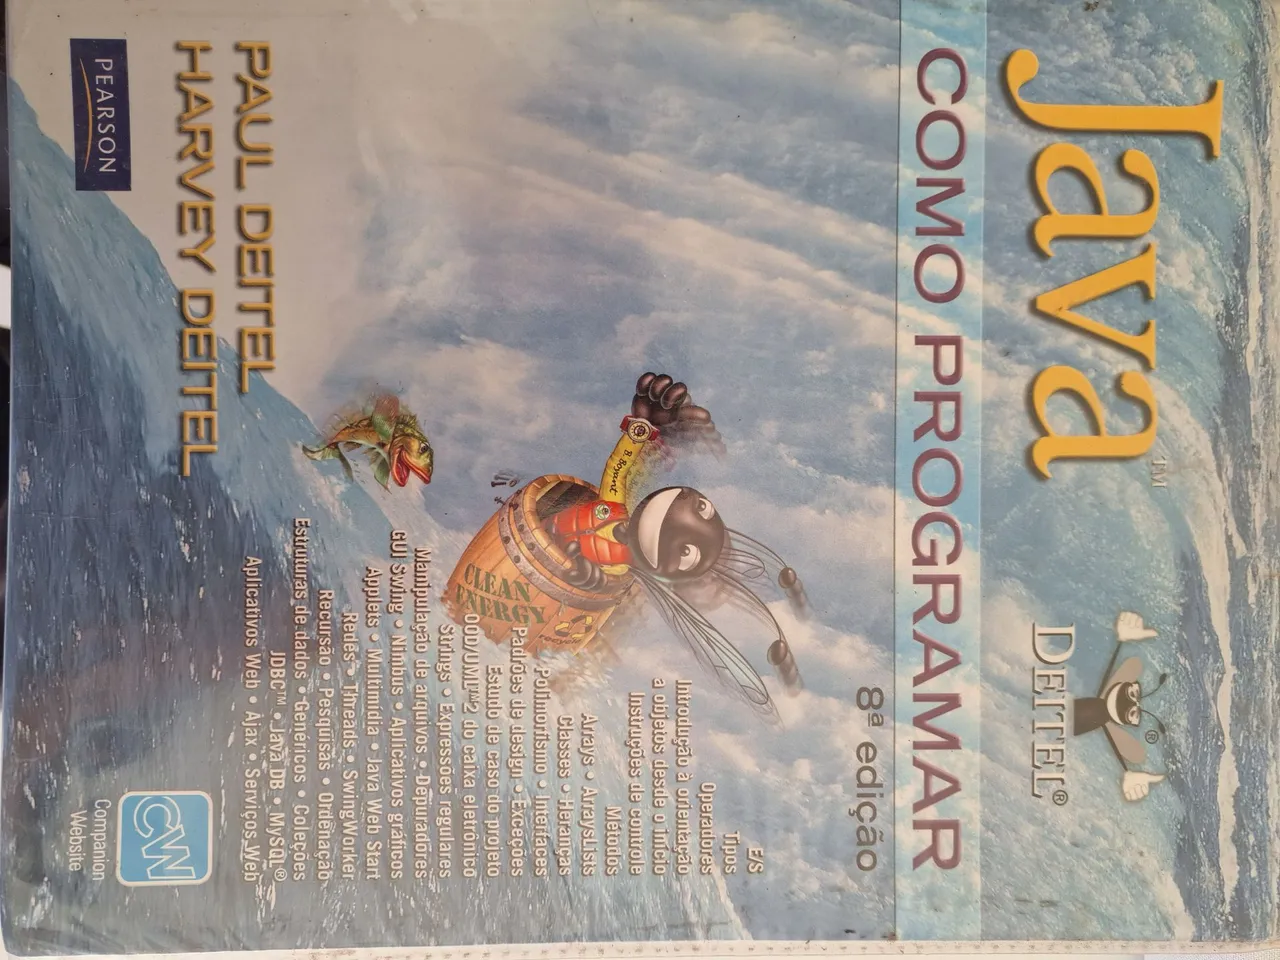 Java™
DEITEL®
COMO PROGRAMAR
8ª edição
E/S
Tipos
Operadores
Introdução à orientação
a objetos desde o início
Instruções de controle
Métodos
Arrays • ArraysLists
Classes • Heranças
Polimorfismo • Interfaces
Padrões de design • Exceções
Estudo de caso do projeto
OOD/UML™2 do caixa eletrônico
Strings • Expressões regulares
Manipulação de arquivos • Depuradores
GUI Swing • Nimbus • Aplicativos gráficos
Applets • Multimídia • Java Web Start
Redes • Threads • SwingWorker
Recursão • Pesquisas • Ordenação
Estruturas de dados • Genéricos • Coleções
JDBC™ • Java DB • MySQL®
Aplicativos Web • Ajax • Serviços Web
B. Boyant
CLEAN
ENERGY
PAUL DEITEL
HARVEY DEITEL
PEARSON
CW
Companion
Website